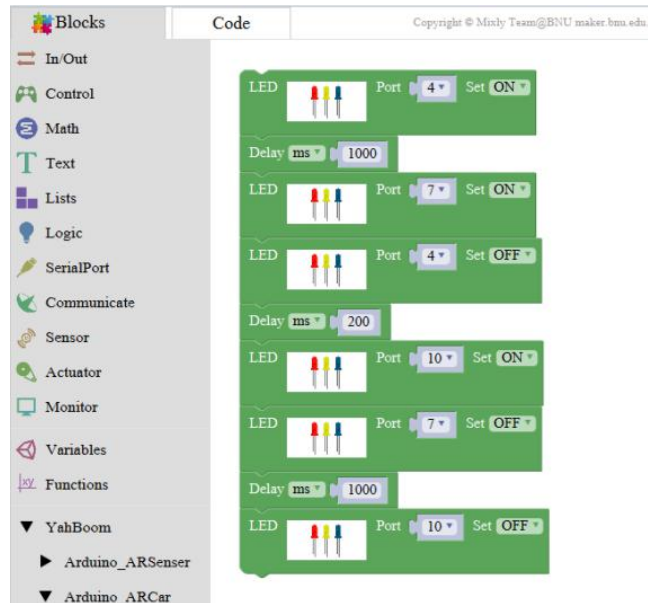 Blocks
Code
Copyright © Mixly Team@BNU maker.bnu.edu.
In/Out
Control
Math
Text
Lists
Logic
SerialPort
Communicate
Sensor
Actuator
Monitor
Variables
Functions
YahBoom
Arduino_ARSenser
Arduino_ARCar
LED Port 4 Set ON
Delay ms 1000
LED Port 7 Set ON
LED Port 4 Set OFF
Delay ms 200
LED Port 10 Set ON
LED Port 7 Set OFF
Delay ms 1000
LED Port 10 Set OFF